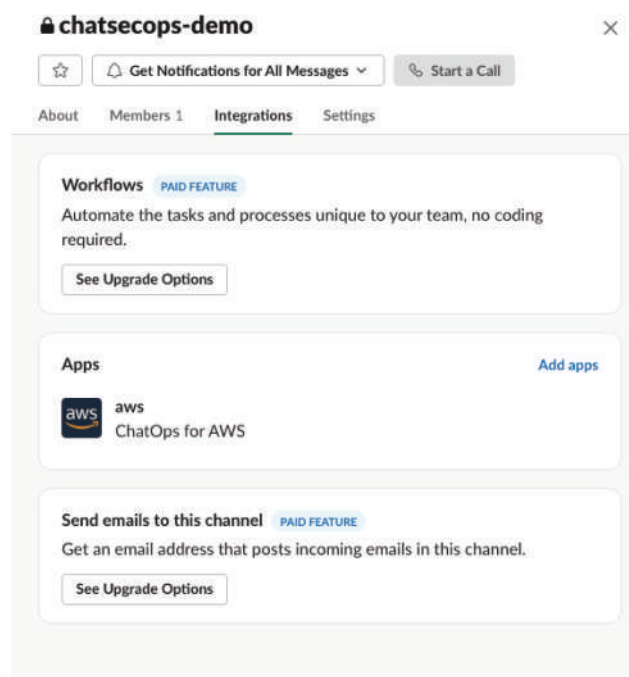 chatsecops-demo
Get Notifications for All Messages
Start a Call
About Members 1 Integrations Settings
Workflows PAID FEATURE
Automate the tasks and processes unique to your team, no coding
required.
See Upgrade Options
Apps Add apps
aws
aws
ChatOps for AWS
Send emails to this channel PAID FEATURE
Get an email address that posts incoming emails in this channel.
See Upgrade Options